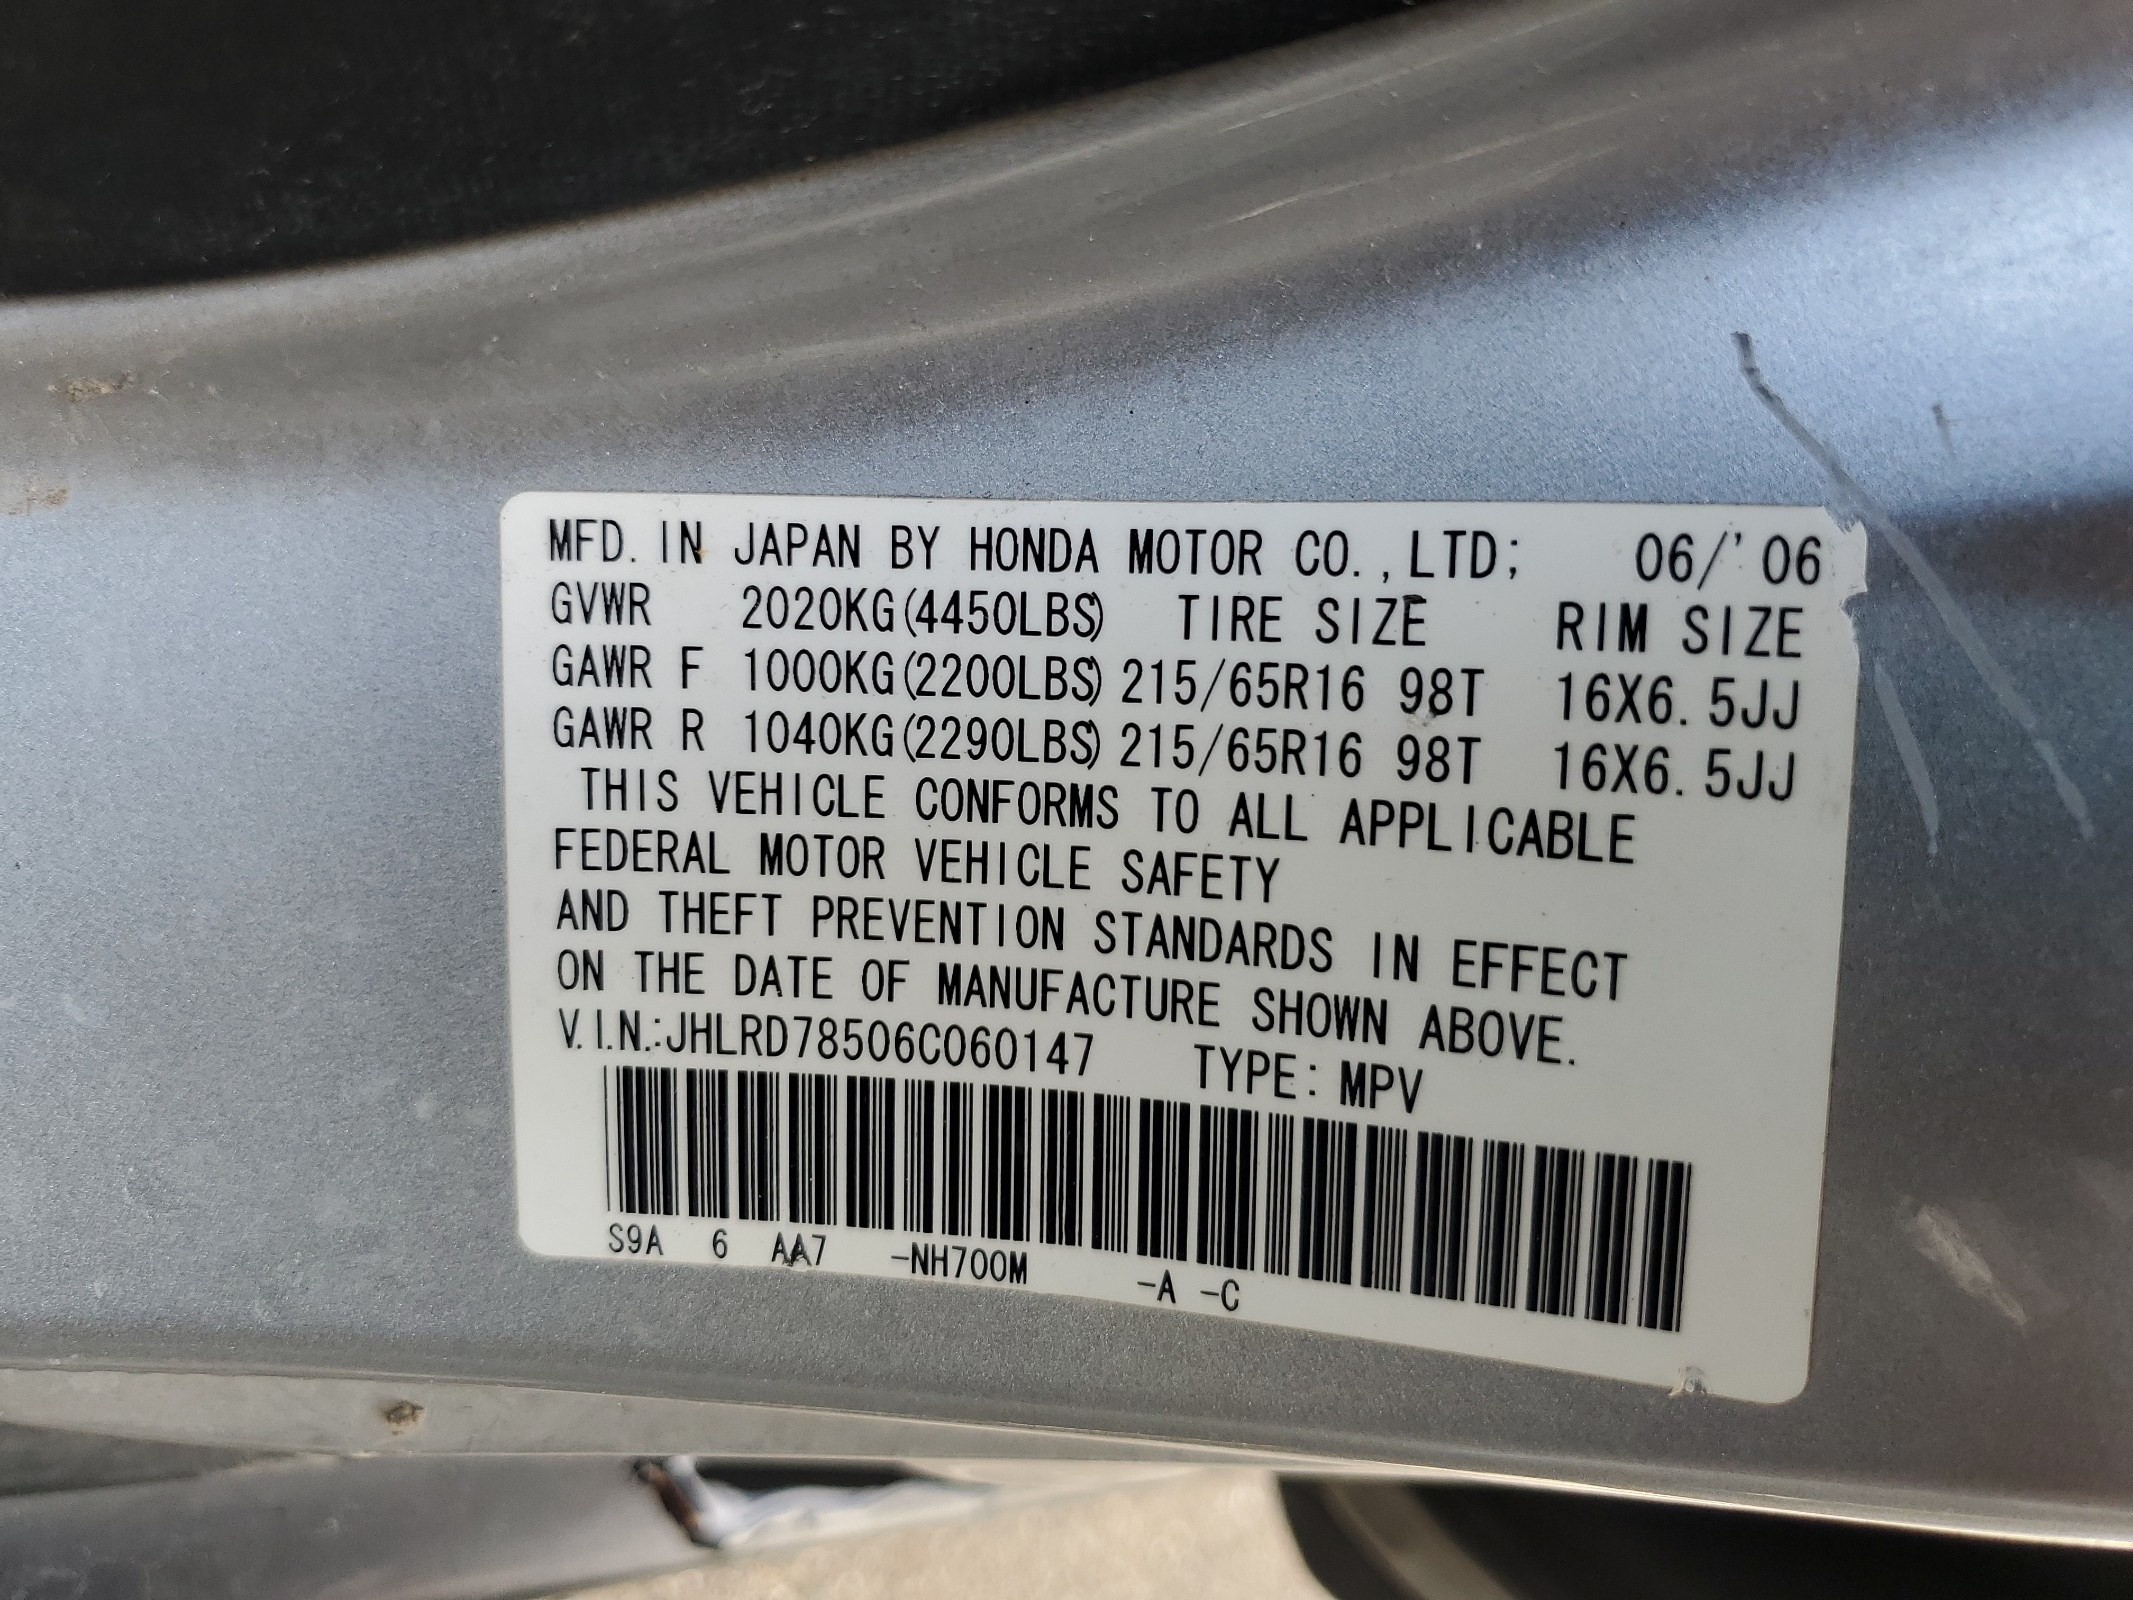 MFD. IN JAPAN BY HONDA MOTOR CO.,LTD; 06/'06
GVWR 2020KG(4450LBS) TIRE SIZE RIM SIZE
GAWR F 1000KG(2200LBS) 215/65R16 98T 16X6.5JJ
GAWR R 1040KG(2290LBS) 215/65R16 98T 16X6.5JJ
THIS VEHICLE CONFORMS TO ALL APPLICABLE
FEDERAL MOTOR VEHICLE SAFETY
AND THEFT PREVENTION STANDARDS IN EFFECT
ON THE DATE OF MANUFACTURE SHOWN ABOVE.
V.I.N.:JHLRD78506C060147 TYPE: MPV
S9A 6 AA7 -NH700M -A -C